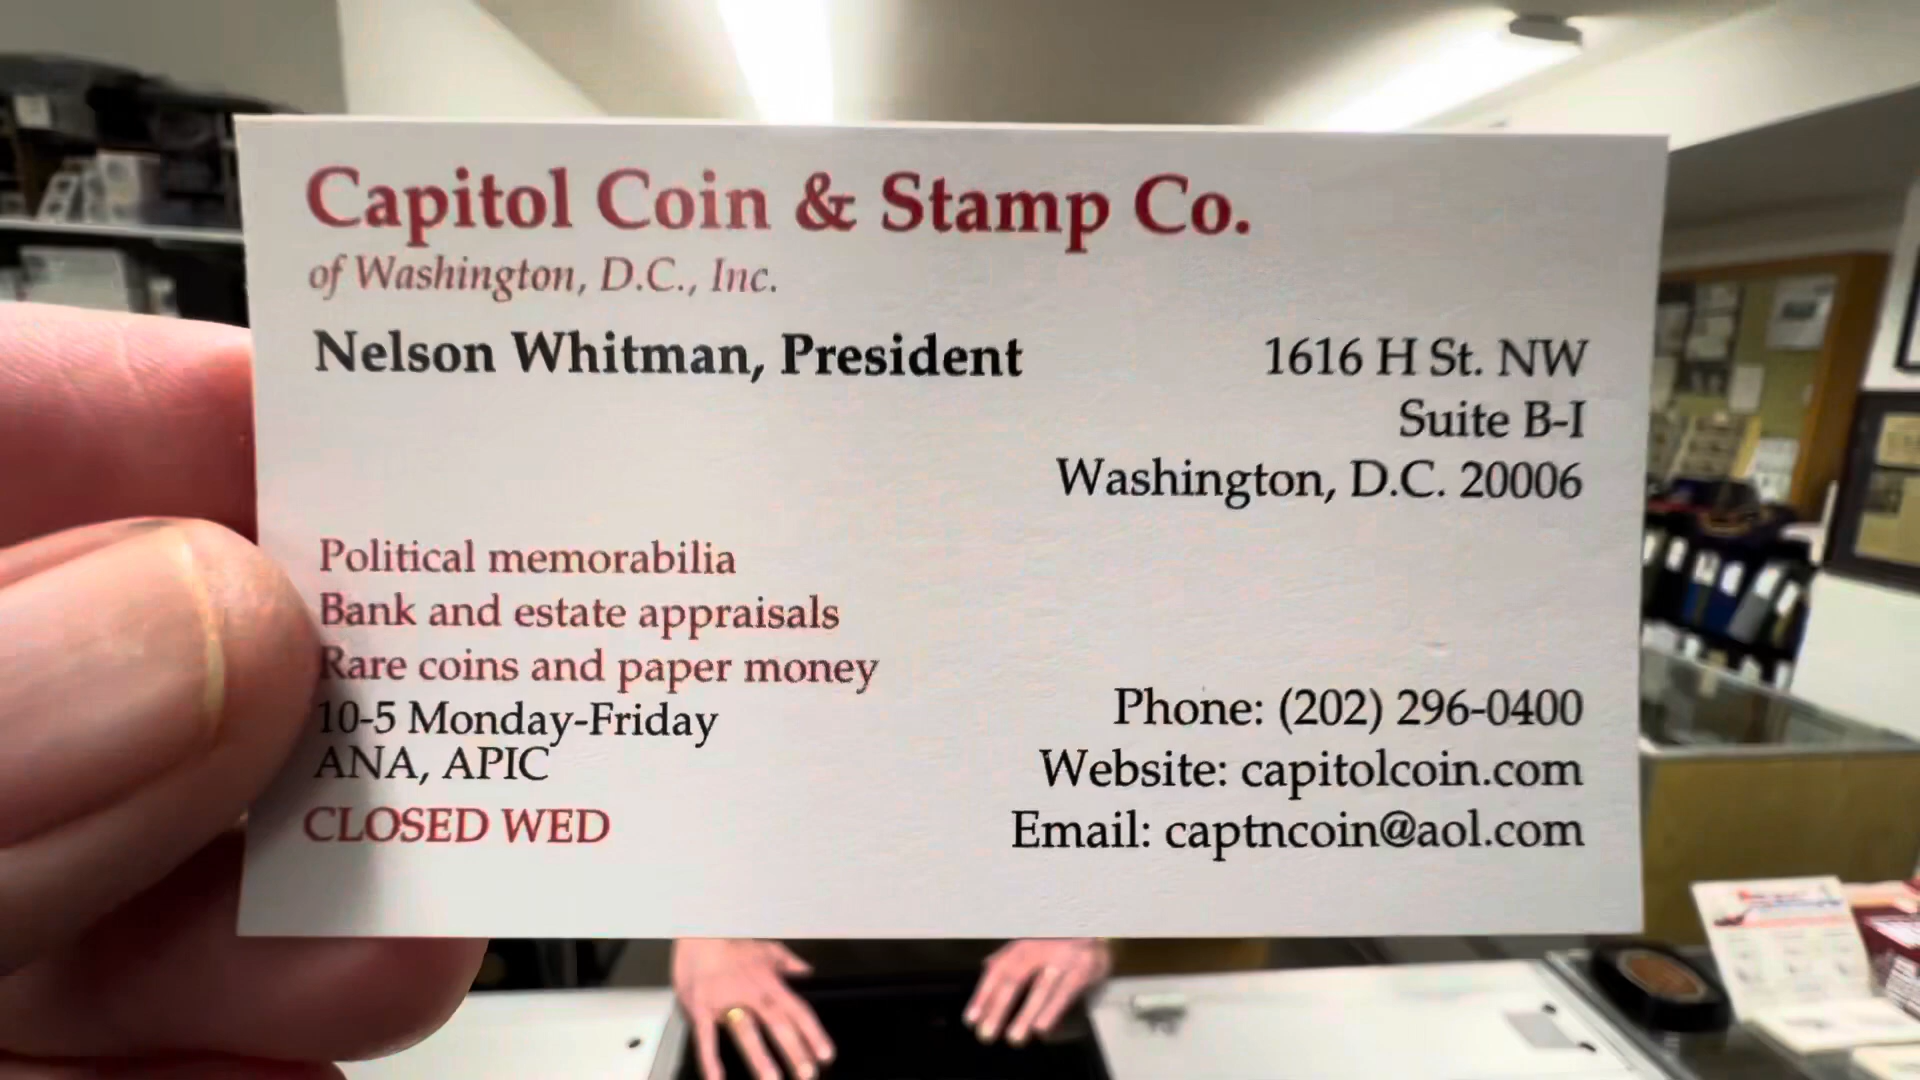 Capitol Coin & Stamp Co.
of Washington, D.C., Inc.
Nelson Whitman, President
1616 H St. NW
Suite B-I
Washington, D.C. 20006
Political memorabilia
Bank and estate appraisals
Rare coins and paper money
10-5 Monday-Friday
ANA, APIC
CLOSED WED
Phone: (202) 296-0400
Website: capitolcoin.com
Email: captncoin@aol.com